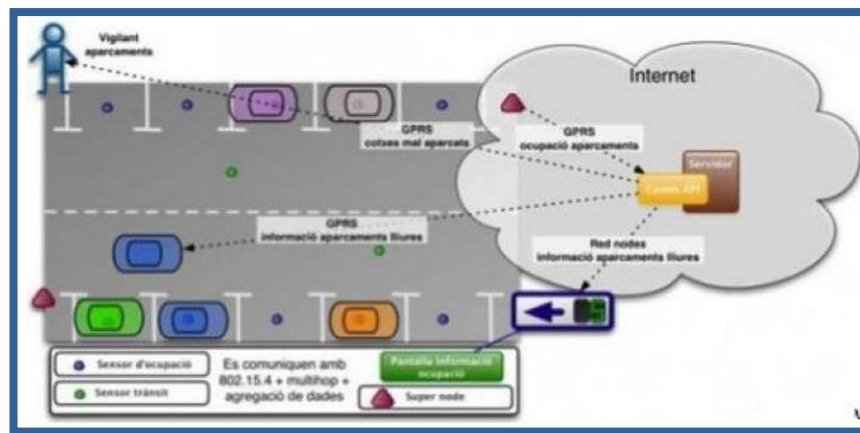 Vigilant
aparcaments
Internet
GPRS
cotxes mal aparcats
GPRS
ocupació aparcaments
Servidor
Comm API
GPRS
informació aparcaments lliures
Red nodes
informació aparcaments lliures
Sensor d'ocupació
Sensor trànsit
Es comuniquen amb
802.15.4 + multihop +
agregació de dades
Pantalla informació
ocupació
Super node